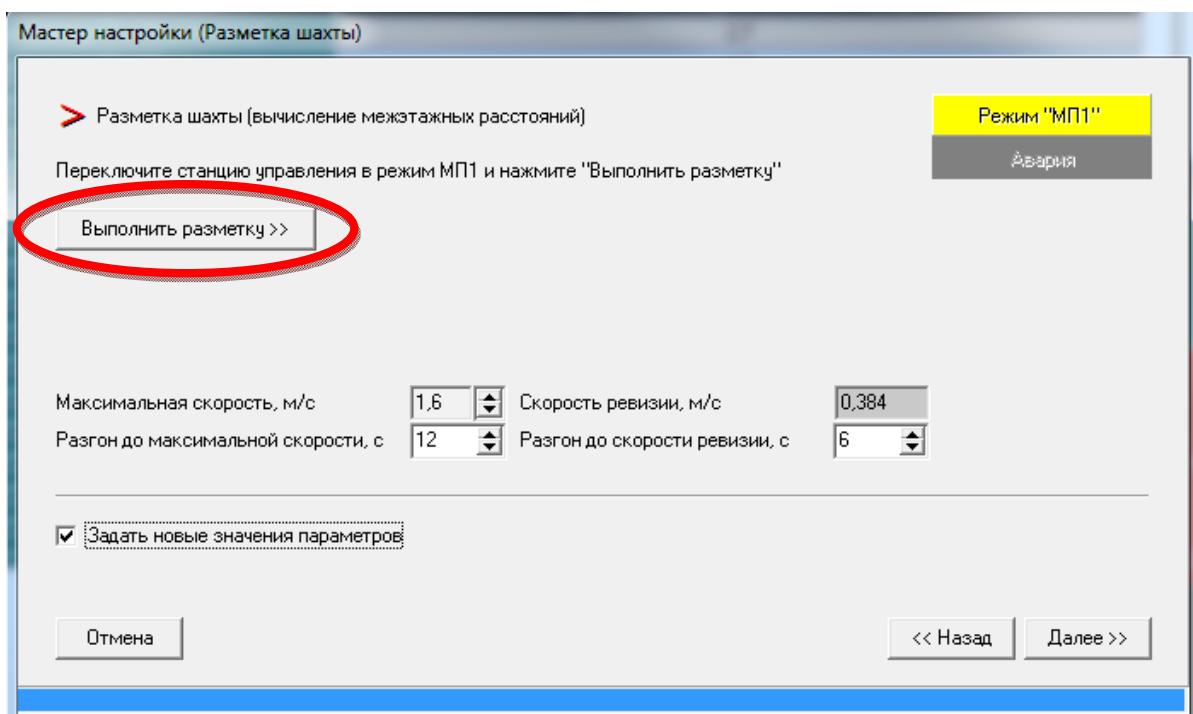 Мастер настройки (Разметка шахты)
Разметка шахты (вычисление межэтажных расстояний)
Режим "МП1"
Авария
Переключите станцию управления в режим МП1 и нажмите "Выполнить разметку"
Выполнить разметку >>
Максимальная скорость, м/с 1,6 Скорость ревизии, м/с 0,384
Разгон до максимальной скорости, с 12 Разгон до скорости ревизии, с 6
Задать новые значения параметров
Отмена << Назад Далее >>